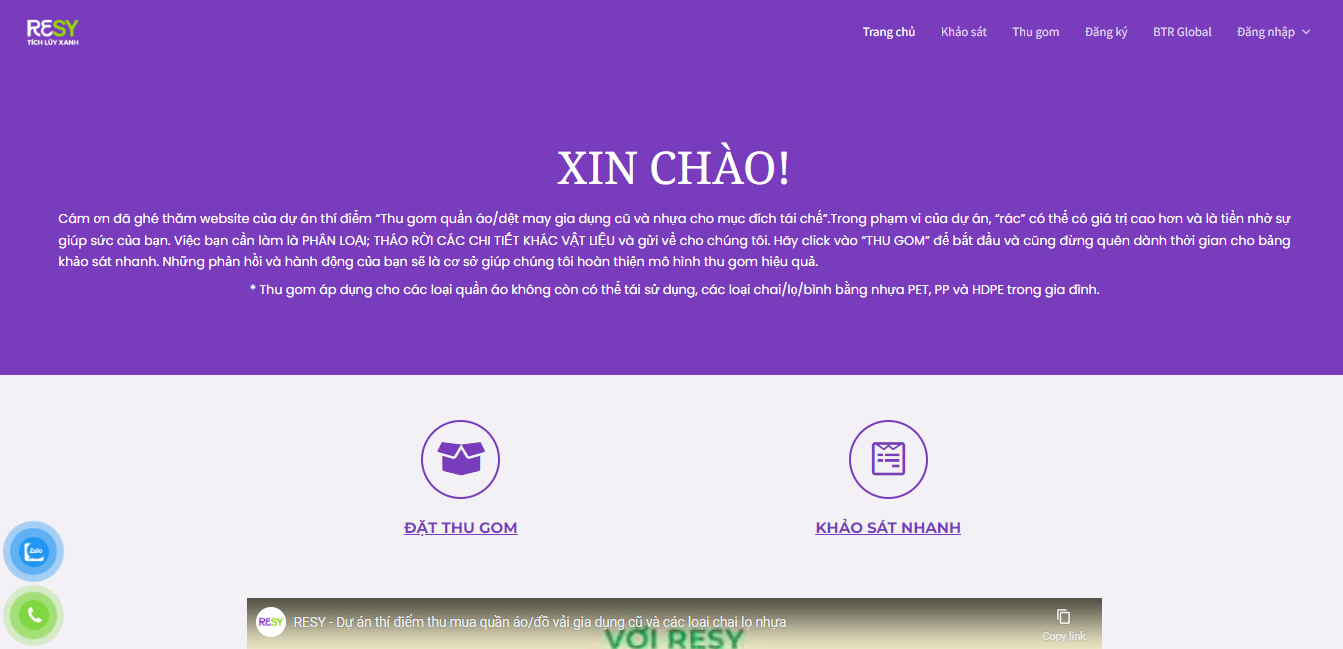 RESY
TÍCH LŨY XANH
Trang chủ
Khảo sát
Thu gom
Đăng ký
BTR Global
Đăng nhập
XIN CHÀO!
Cám ơn đã ghé thăm website của dự án thí điểm “Thu gom quần áo/dệt may gia dụng cũ và nhựa cho mục đích tái chế”.Trong phạm vi của dự án, “rác” có thể có giá trị cao hơn và là tiền nhờ sự
giúp sức của bạn. Việc bạn cần làm là PHÂN LOẠI; THÁO RỜI CÁC CHI TIẾT KHÁC VẬT LIỆU và gửi về cho chúng tôi. Hãy click vào “THU GOM” để bắt đầu và cũng đừng quên dành thời gian cho bảng
khảo sát nhanh. Những phản hồi và hành động của bạn sẽ là cơ sở giúp chúng tôi hoàn thiện mô hình thu gom hiệu quả.
* Thu gom áp dụng cho các loại quần áo không còn có thể tái sử dụng, các loại chai/lọ/bình bằng nhựa PET, PP và HDPE trong gia đình.
ĐẶT THU GOM
KHẢO SÁT NHANH
Zalo
RESY
RESY - Dự án thí điểm thu mua quần áo/đồ vải gia dụng cũ và các loại chai lọ nhựa
Copy link
VỚI RESY